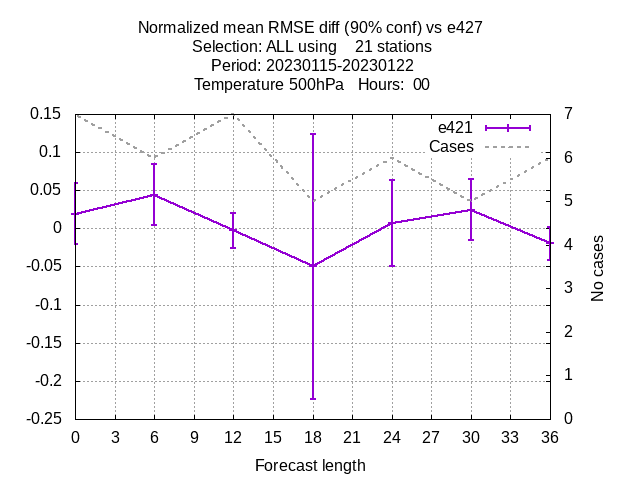 Normalized mean RMSE diff (90% conf) vs e427
Selection: ALL using    21 stations
Period: 20230115-20230122
Temperature 500hPa   Hours:  00
0.15
0.1
0.05
0
-0.05
-0.1
-0.15
-0.2
-0.25
e421
Cases
7
6
5
4
3
2
1
0
No cases
0 3 6 9 12 15 18 21 24 27 30 33 36
Forecast length